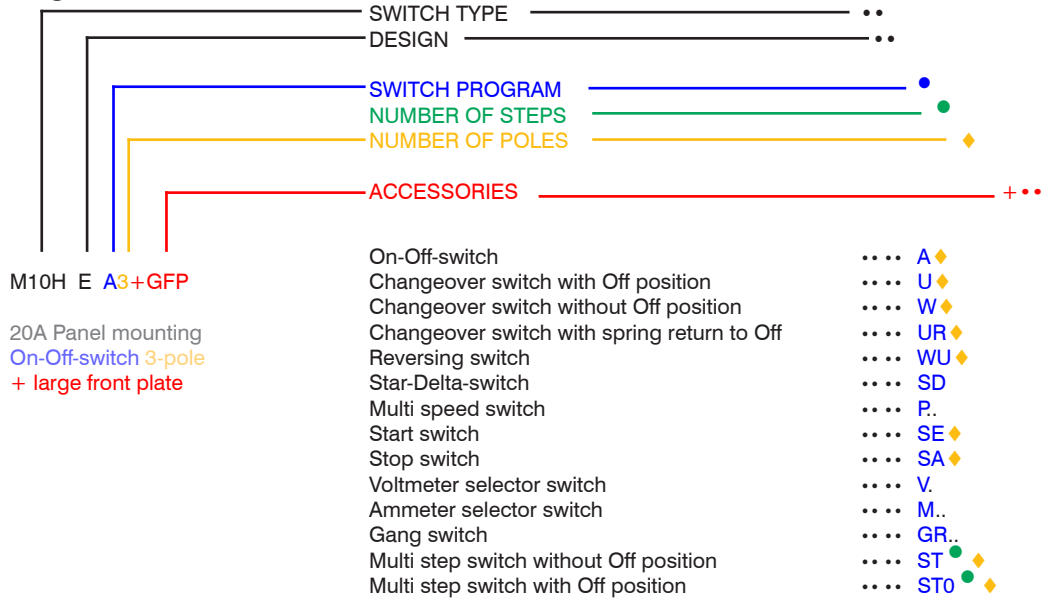 SWITCH TYPE ••
DESIGN ••
SWITCH PROGRAM ●
NUMBER OF STEPS ●
NUMBER OF POLES ♦
ACCESSORIES +••
M10H E A3+GFP
20A Panel mounting
On-Off-switch 3-pole
+ large front plate
On-Off-switch •• •• A♦
Changeover switch with Off position •• •• U♦
Changeover switch without Off position •• •• W♦
Changeover switch with spring return to Off •• •• UR♦
Reversing switch •• •• WU♦
Star-Delta-switch •• •• SD
Multi speed switch •• •• P..
Start switch •• •• SE♦
Stop switch •• •• SA♦
Voltmeter selector switch •• •• V.
Ammeter selector switch •• •• M..
Gang switch •• •• GR..
Multi step switch without Off position •• •• ST●♦
Multi step switch with Off position •• •• ST0●♦